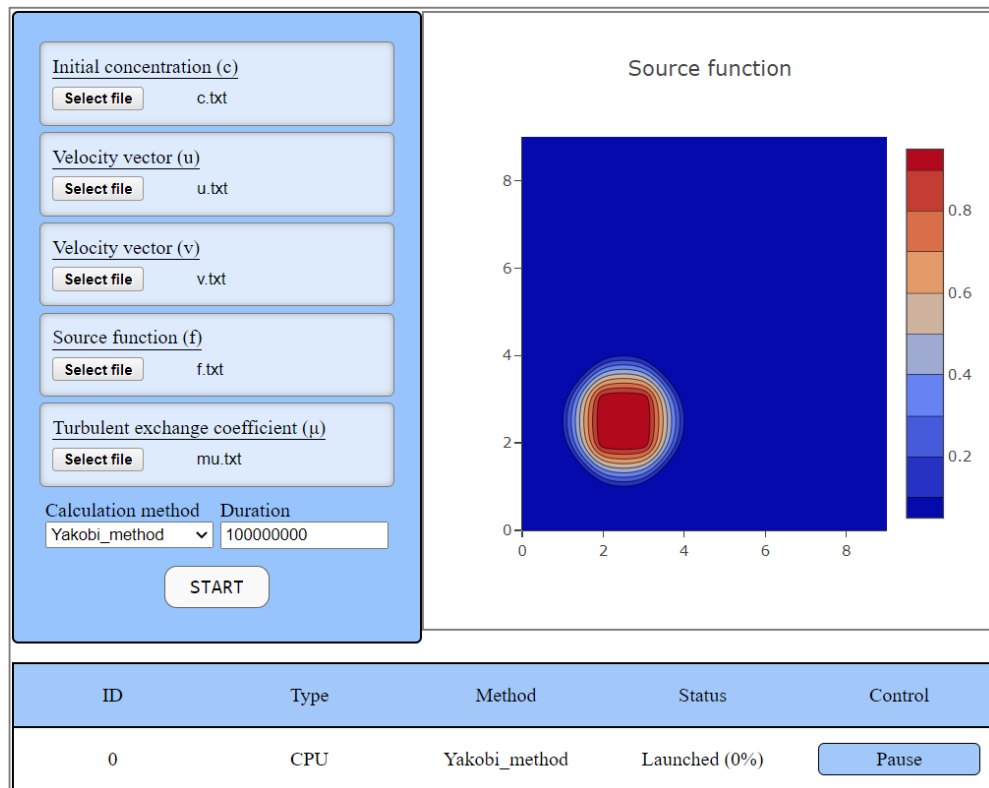 Initial concentration (c)
Select file c.txt
Velocity vector (u)
Select file u.txt
Velocity vector (v)
Select file v.txt
Source function (f)
Select file f.txt
Turbulent exchange coefficient (μ)
Select file mu.txt
Calculation method Duration
Yakobi_method 100000000
START
Source function
8
6
4
2
0
0 2 4 6 8
0.8
0.6
0.4
0.2
ID Type Method Status Control
0 CPU Yakobi_method Launched (0%) Pause